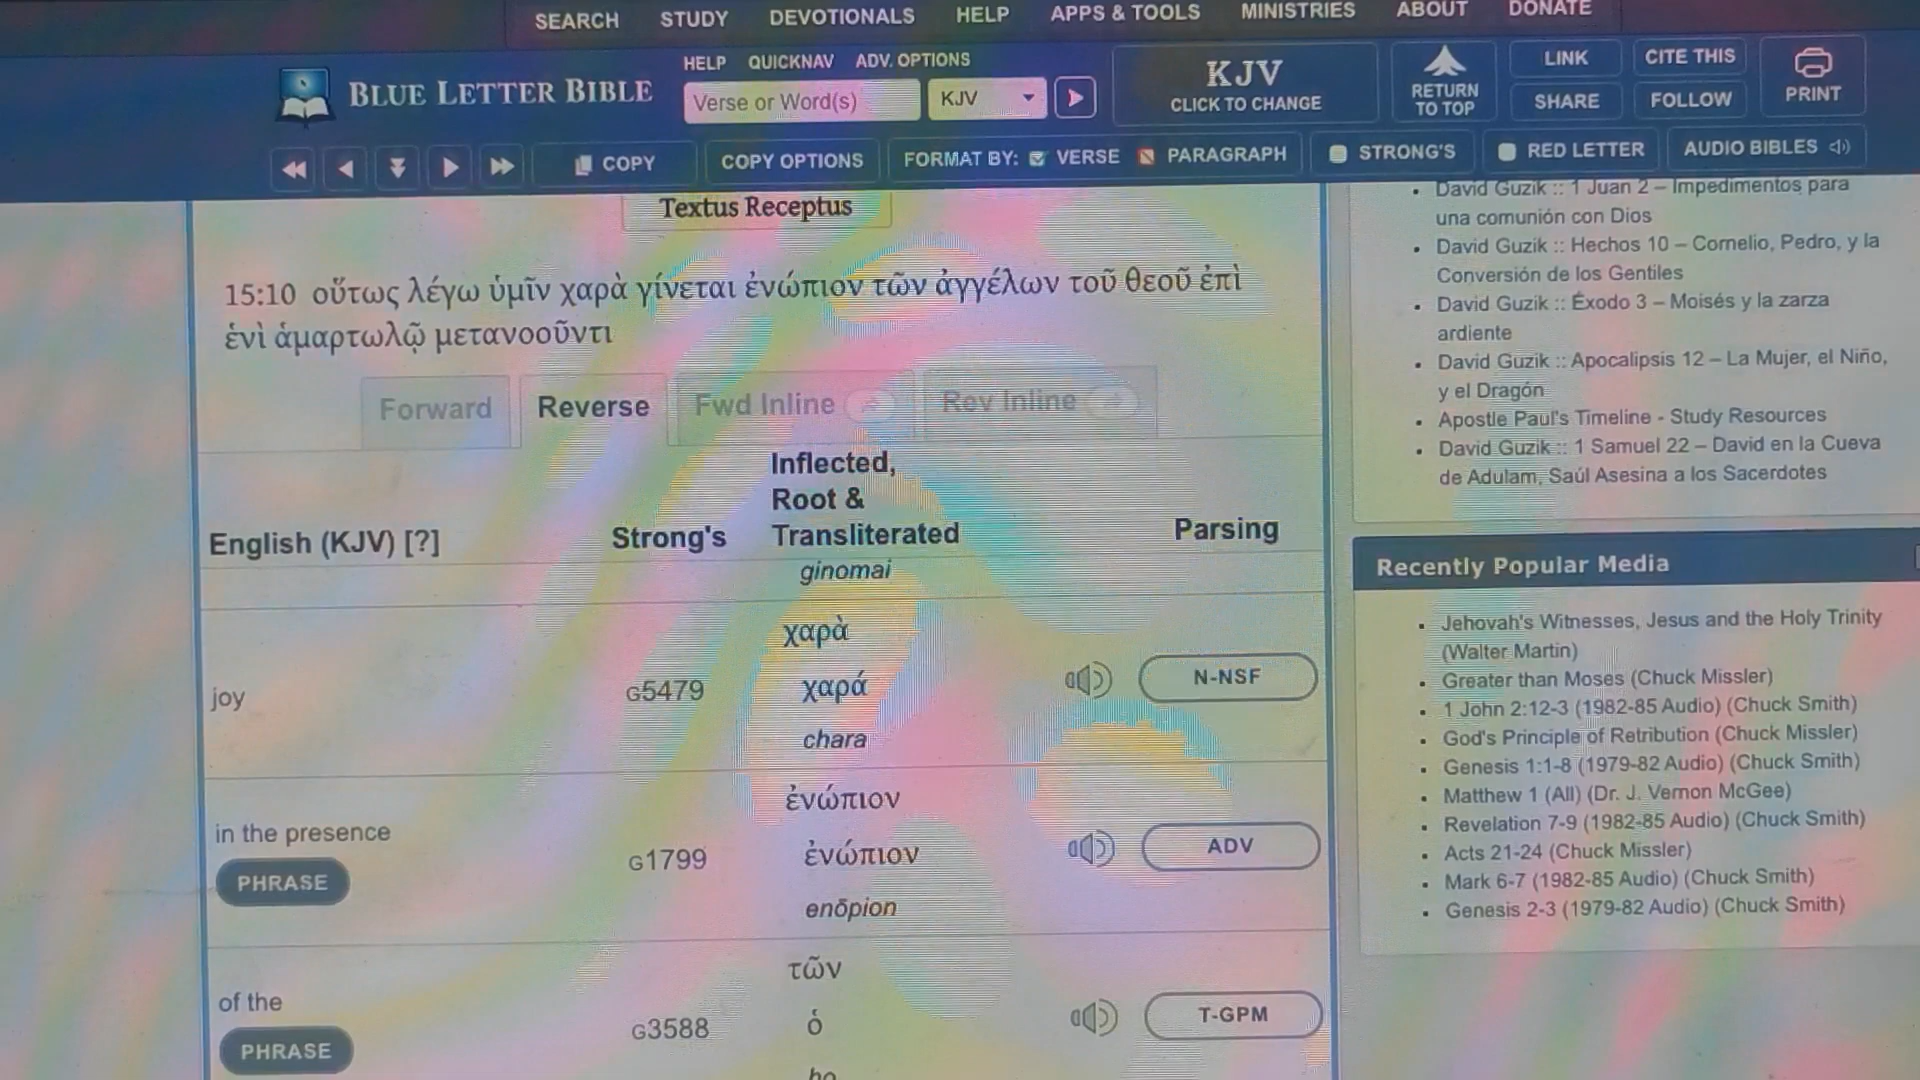 SEARCH STUDY DEVOTIONALS HELP APPS & TOOLS MINISTRIES ABOUT DONATE
BLUE LETTER BIBLE
HELP QUICKNAV ADV. OPTIONS
Verse or Word(s) KJV
KJV
CLICK TO CHANGE
RETURN
TO TOP
LINK CITE THIS
SHARE FOLLOW
PRINT
COPY COPY OPTIONS FORMAT BY: VERSE PARAGRAPH STRONG'S RED LETTER AUDIO BIBLES
Textus Receptus
15:10 οὕτως λέγω ὑμῖν χαρὰ γίνεται ἐνώπιον τῶν ἀγγέλων τοῦ θεοῦ ἐπὶ
ἑνὶ ἁμαρτωλῷ μετανοοῦντι
Forward Reverse Fwd Inline Rev Inline
English (KJV) [?]
Strong's
Inflected,
Root &
Transliterated
Parsing
ginomai
joy
G5479
χαρὰ
χαρά
chara
N-NSF
in the presence
PHRASE
G1799
ἐνώπιον
ἐνώπιον
enōpion
ADV
of the
PHRASE
G3588
τῶν
ὁ
ho
T-GPM
David Guzik :: 1 Juan 2 – Impedimentos para
una comunión con Dios
David Guzik :: Hechos 10 – Cornelio, Pedro, y la
Conversión de los Gentiles
David Guzik :: Éxodo 3 – Moisés y la zarza
ardiente
David Guzik :: Apocalipsis 12 – La Mujer, el Niño,
y el Dragón
Apostle Paul's Timeline - Study Resources
David Guzik :: 1 Samuel 22 – David en la Cueva
de Adulam, Saúl Asesina a los Sacerdotes
Recently Popular Media
Jehovah's Witnesses, Jesus and the Holy Trinity
(Walter Martin)
Greater than Moses (Chuck Missler)
1 John 2:12-3 (1982-85 Audio) (Chuck Smith)
God's Principle of Retribution (Chuck Missler)
Genesis 1:1-8 (1979-82 Audio) (Chuck Smith)
Matthew 1 (All) (Dr. J. Vernon McGee)
Revelation 7-9 (1982-85 Audio) (Chuck Smith)
Acts 21-24 (Chuck Missler)
Mark 6-7 (1982-85 Audio) (Chuck Smith)
Genesis 2-3 (1979-82 Audio) (Chuck Smith)